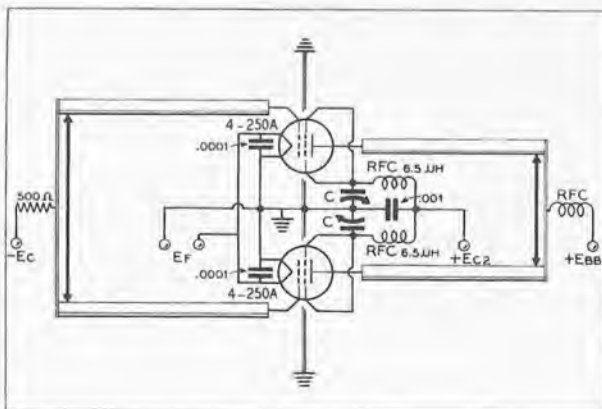 4-250A
.0001
RFC
6.5 µH
500Ω
C
.001
RFC
C
-EC
EF
RFC 6.5 µH
+EC2
+EBB
.0001
4-250A